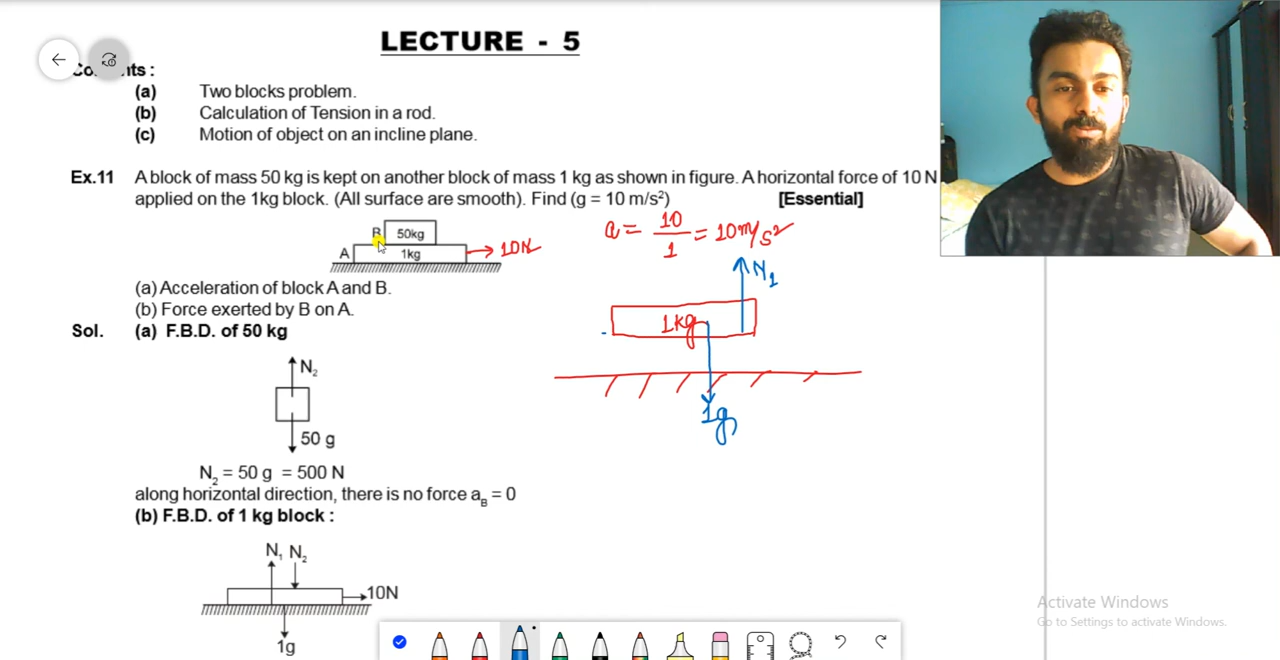 LECTURE - 5
(a) Two blocks problem.
(b) Calculation of Tension in a rod.
(c) Motion of object on an incline plane.
Ex.11 A block of mass 50 kg is kept on another block of mass 1 kg as shown in figure. A horizontal force of 10 N
applied on the 1kg block. (All surface are smooth). Find (g = 10 m/s²) [Essential]
B 50kg
A 1kg 10N
a = 10/1 = 10m/s²
N₁
1kg
1g
(a) Acceleration of block A and B.
(b) Force exerted by B on A.
Sol. (a) F.B.D. of 50 kg
N₂
50 g
N₂ = 50 g = 500 N
along horizontal direction, there is no force a_B = 0
(b) F.B.D. of 1 kg block :
N₁ N₂
10N
1g
Activate Windows
Go to Settings to activate Windows.